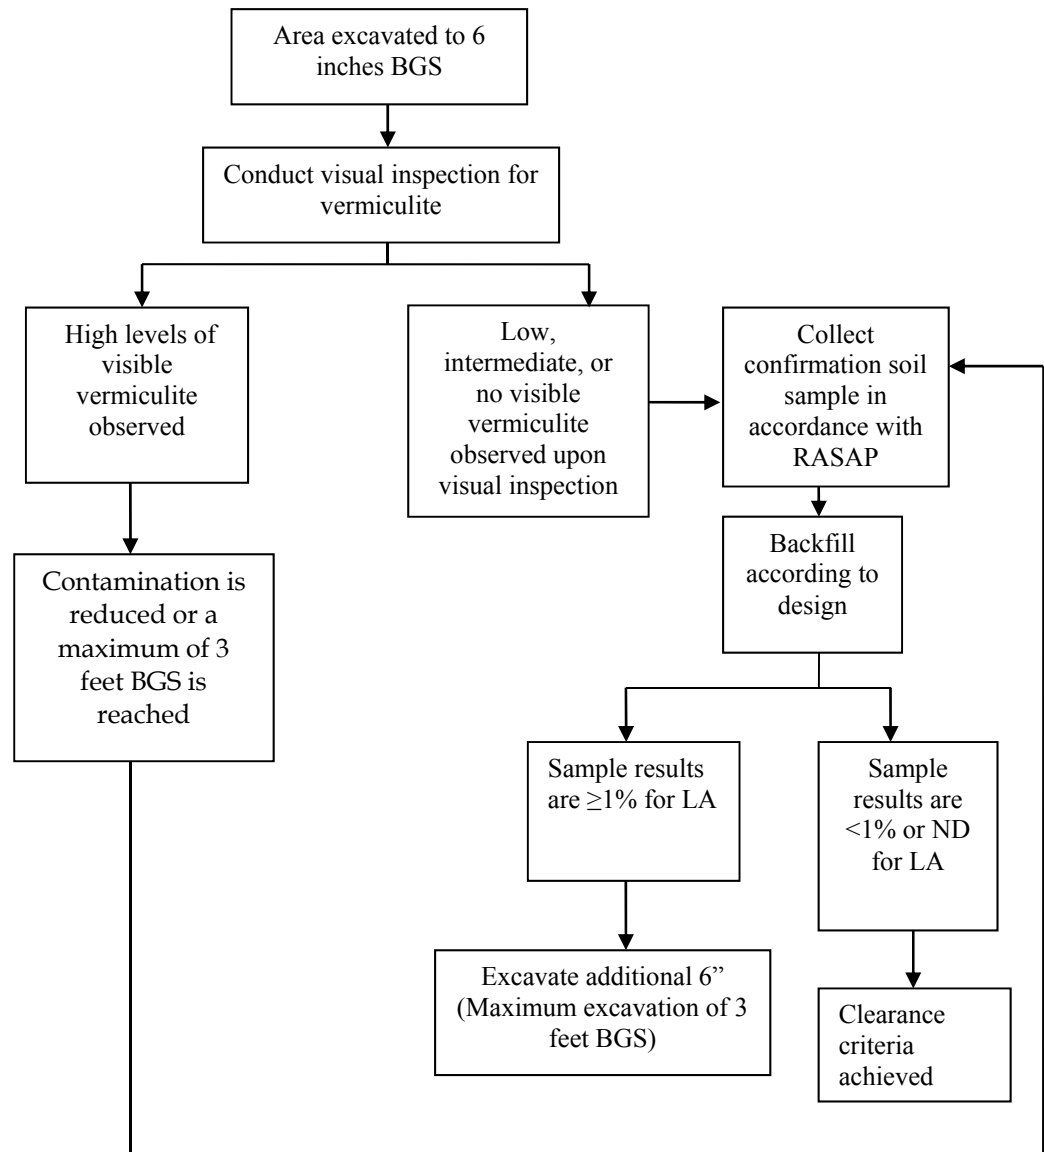 Area excavated to 6
inches BGS
Conduct visual inspection for
vermiculite
High levels of
visible
vermiculite
observed
Low,
intermediate, or
no visible
vermiculite
observed upon
visual inspection
Collect
confirmation soil
sample in
accordance with
RASAP
Contamination is
reduced or a
maximum of 3
feet BGS is
reached
Backfill
according to
design
Sample results
are ≥1% for LA
Sample
results are
<1% or ND
for LA
Excavate additional 6”
(Maximum excavation of 3
feet BGS)
Clearance
criteria
achieved